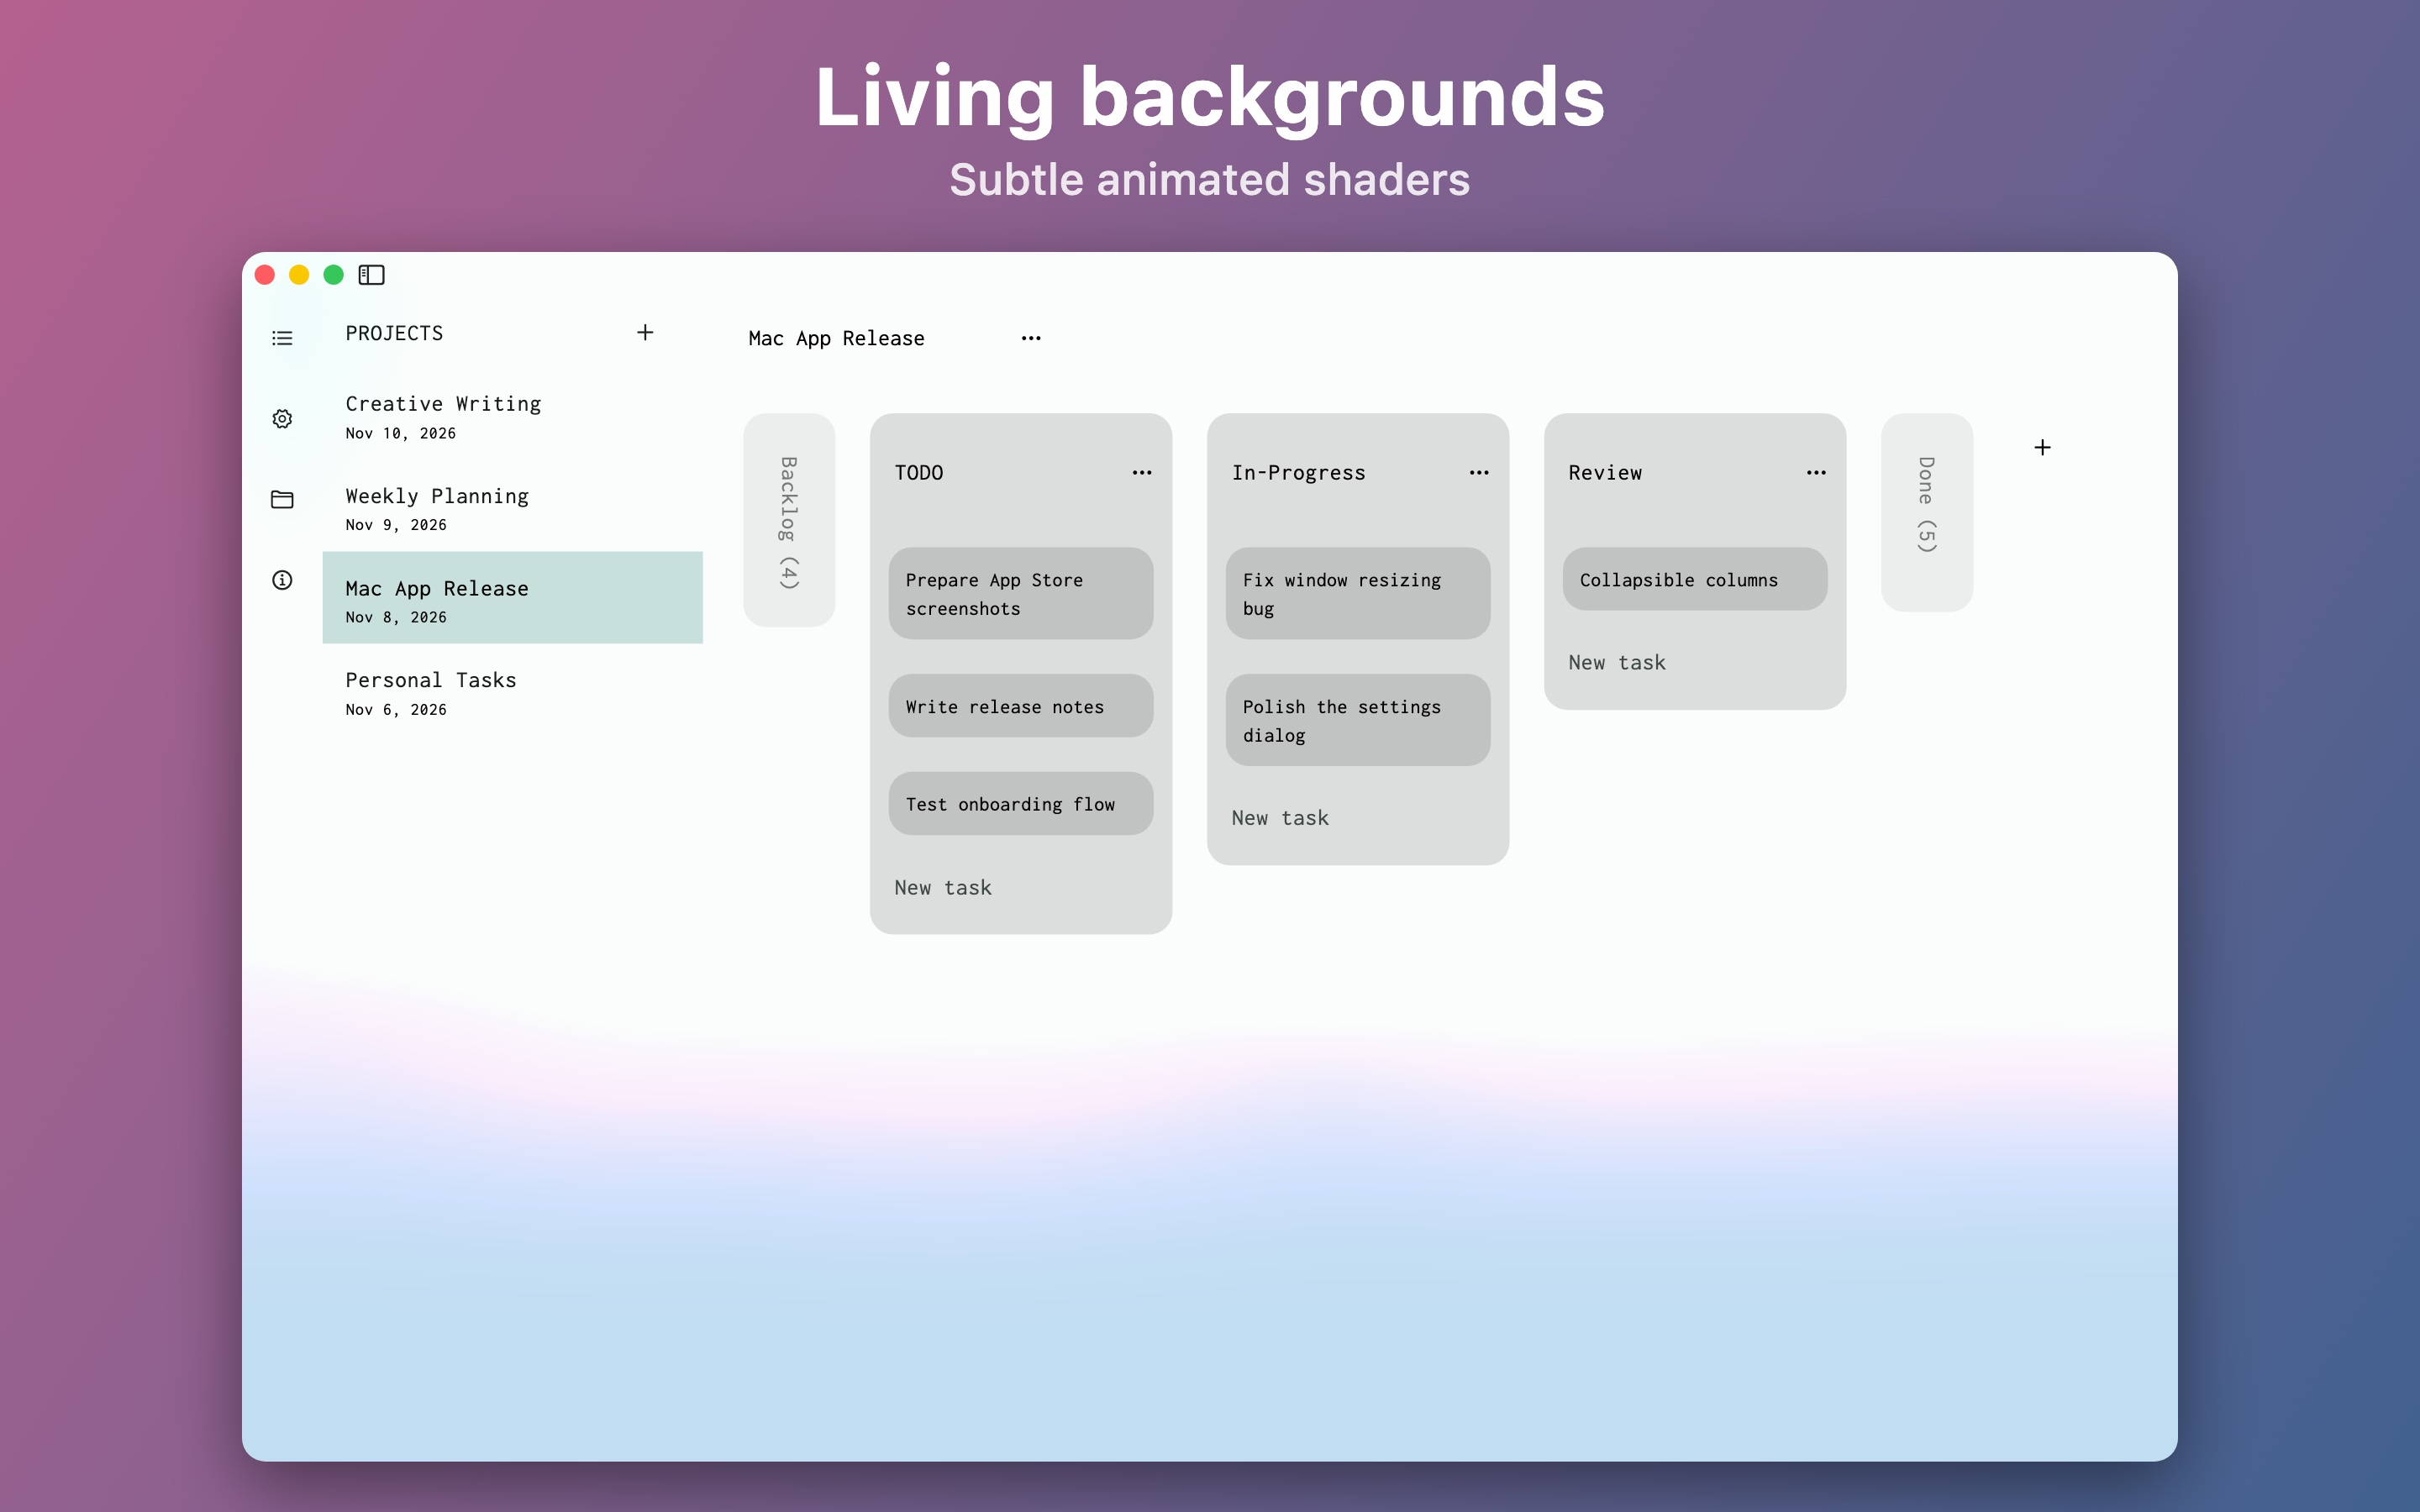 Living backgrounds
Subtle animated shaders
PROJECTS
Creative Writing
Nov 10, 2026
Weekly Planning
Nov 9, 2026
Mac App Release
Nov 8, 2026
Personal Tasks
Nov 6, 2026
Mac App Release
Backlog (4)
TODO
Prepare App Store
screenshots
Write release notes
Test onboarding flow
New task
In-Progress
Fix window resizing
bug
Polish the settings
dialog
New task
Review
Collapsible columns
New task
Done (5)